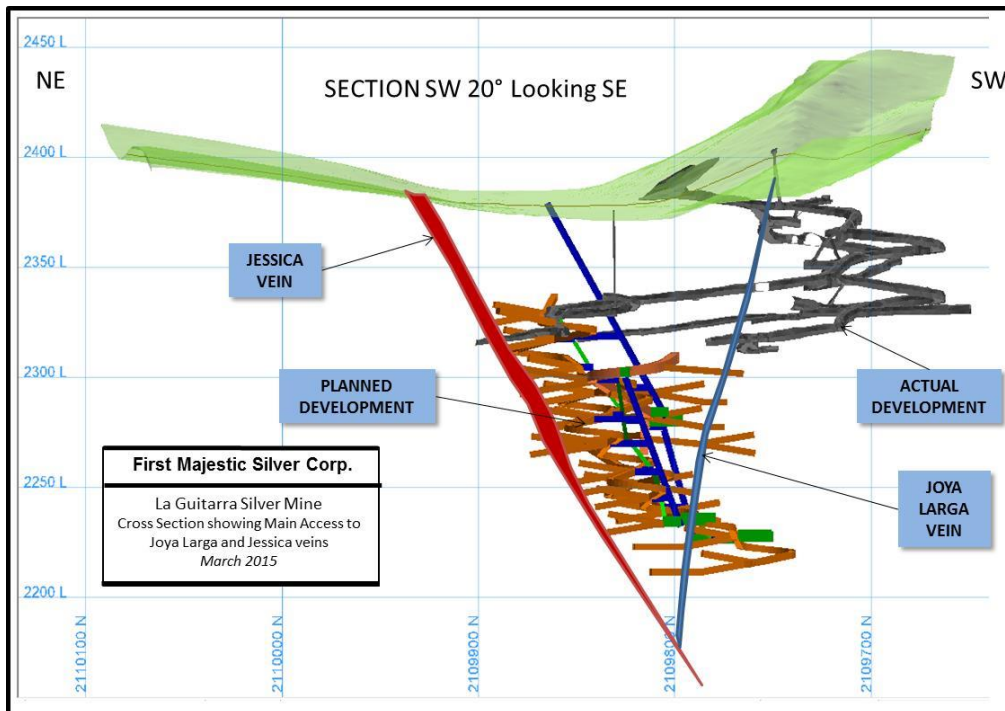 2450 L
NE
SECTION SW 20° Looking SE
SW
2400 L
JESSICA
VEIN
2350 L
2300 L
PLANNED
DEVELOPMENT
ACTUAL
DEVELOPMENT
2250 L
First Majestic Silver Corp.
La Guitarra Silver Mine
Cross Section showing Main Access to
Joya Larga and Jessica veins
March 2015
JOYA
LARGA
VEIN
2200 L
2110100 N
2110000 N
2109900 N
2109800 N
2109700 N